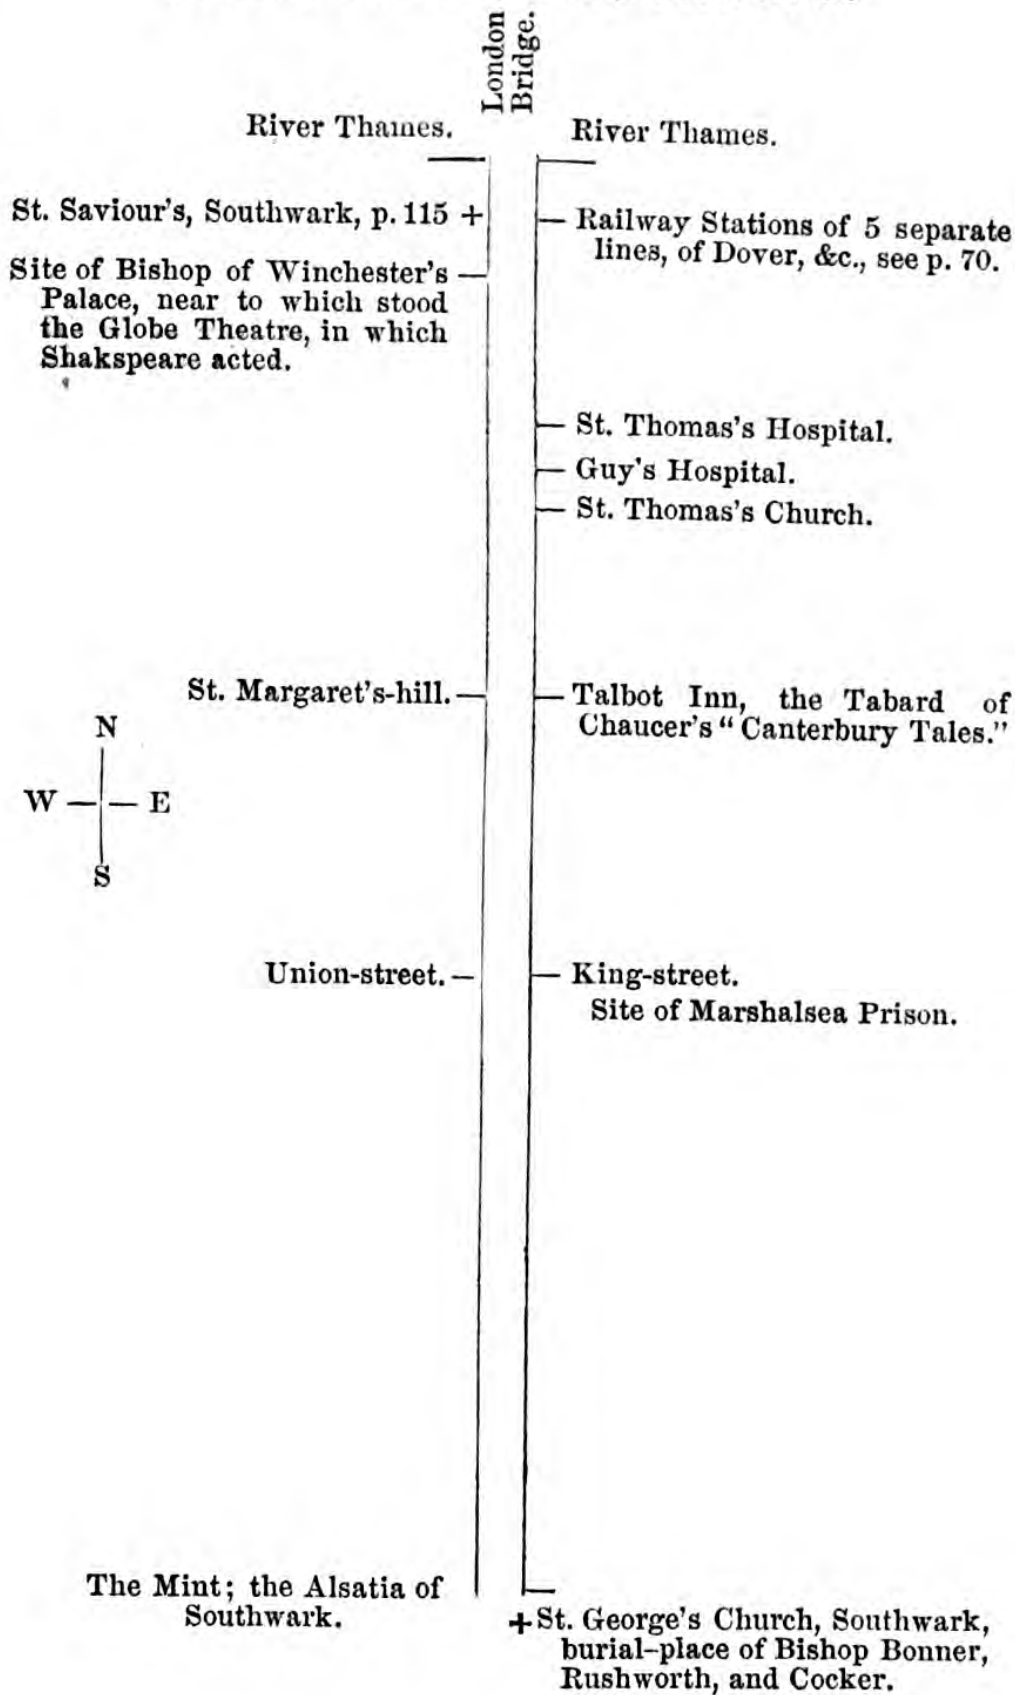 London
Bridge.
River Thames.
River Thames.
St. Saviour's, Southwark, p. 115 +
Railway Stations of 5 separate
lines, of Dover, &c., see p. 70.
Site of Bishop of Winchester's
Palace, near to which stood
the Globe Theatre, in which
Shakspeare acted.
St. Thomas's Hospital.
Guy's Hospital.
St. Thomas's Church.
St. Margaret's-hill.
Talbot Inn, the Tabard of
Chaucer's "Canterbury Tales."
N
W E
S
Union-street.
King-street.
Site of Marshalsea Prison.
The Mint; the Alsatia of
Southwark.
+ St. George's Church, Southwark,
burial-place of Bishop Bonner,
Rushworth, and Cocker.